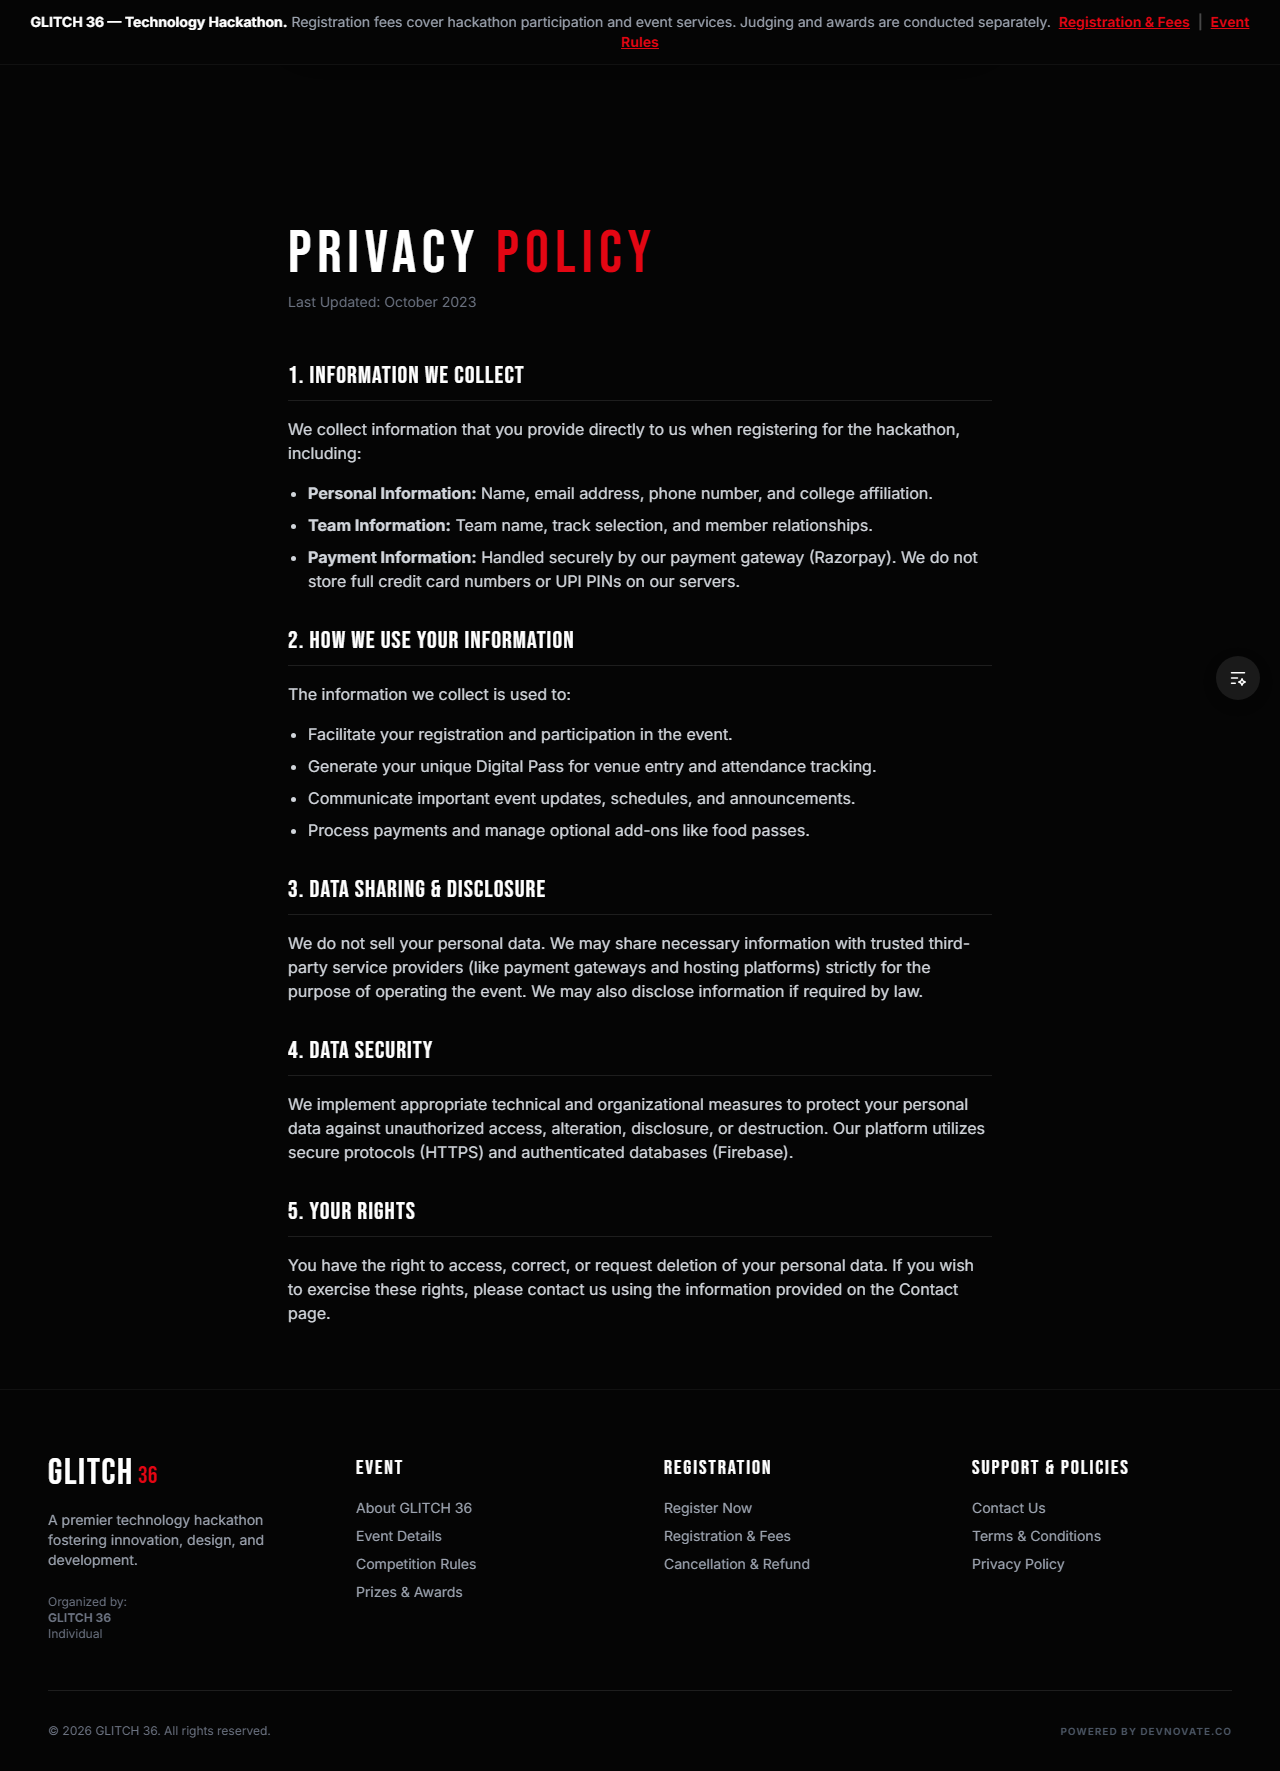 GLITCH 36 — Technology Hackathon. Registration fees cover hackathon participation and event services. Judging and awards are conducted separately. Registration & Fees | Event
Rules
PRIVACY POLICY
Last Updated: October 2023
1. INFORMATION WE COLLECT
We collect information that you provide directly to us when registering for the hackathon,
including:
• Personal Information: Name, email address, phone number, and college affiliation.
• Team Information: Team name, track selection, and member relationships.
• Payment Information: Handled securely by our payment gateway (Razorpay). We do not
store full credit card numbers or UPI PINs on our servers.
2. HOW WE USE YOUR INFORMATION
The information we collect is used to:
• Facilitate your registration and participation in the event.
• Generate your unique Digital Pass for venue entry and attendance tracking.
• Communicate important event updates, schedules, and announcements.
• Process payments and manage optional add-ons like food passes.
3. DATA SHARING & DISCLOSURE
We do not sell your personal data. We may share necessary information with trusted third-
party service providers (like payment gateways and hosting platforms) strictly for the
purpose of operating the event. We may also disclose information if required by law.
4. DATA SECURITY
We implement appropriate technical and organizational measures to protect your personal
data against unauthorized access, alteration, disclosure, or destruction. Our platform utilizes
secure protocols (HTTPS) and authenticated databases (Firebase).
5. YOUR RIGHTS
You have the right to access, correct, or request deletion of your personal data. If you wish
to exercise these rights, please contact us using the information provided on the Contact
page.
GLITCH 36
A premier technology hackathon
fostering innovation, design, and
development.
Organized by:
GLITCH 36
Individual
EVENT
About GLITCH 36
Event Details
Competition Rules
Prizes & Awards
REGISTRATION
Register Now
Registration & Fees
Cancellation & Refund
SUPPORT & POLICIES
Contact Us
Terms & Conditions
Privacy Policy
© 2026 GLITCH 36. All rights reserved.
POWERED BY DEVNOVATE.CO